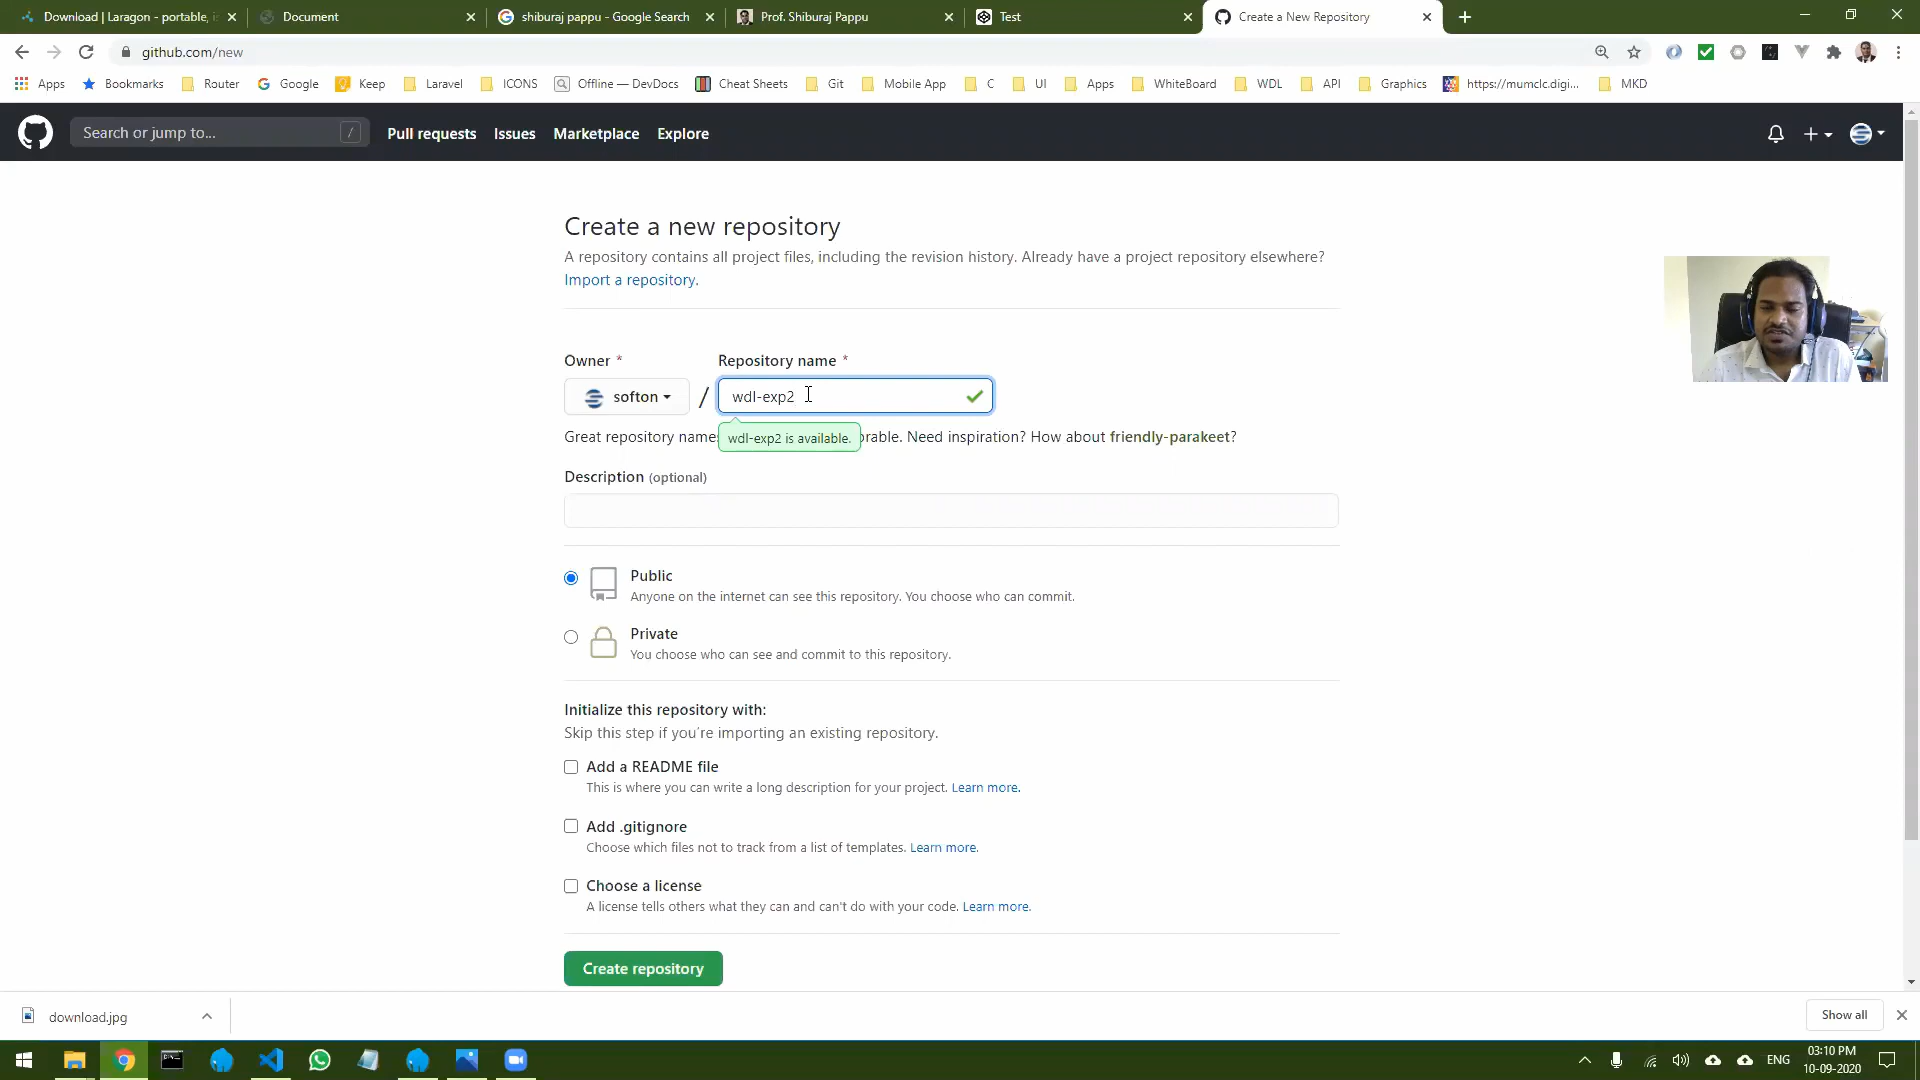 Download | Laragon - portable, is
Document
shiburaj pappu - Google Search
Prof. Shiburaj Pappu
Test
Create a New Repository
github.com/new
Apps
Bookmarks
Router
Google
Keep
Laravel
ICONS
Offline — DevDocs
Cheat Sheets
Git
Mobile App
C
UI
Apps
WhiteBoard
WDL
API
Graphics
https://mumclc.digi...
MKD
Search or jump to...
/
Pull requests
Issues
Marketplace
Explore
Create a new repository
A repository contains all project files, including the revision history. Already have a project repository elsewhere?
Import a repository.
Owner *
Repository name *
softon
/
wdl-exp2
Great repository name
wdl-exp2 is available.
orable. Need inspiration? How about friendly-parakeet?
Description (optional)
Public
Anyone on the internet can see this repository. You choose who can commit.
Private
You choose who can see and commit to this repository.
Initialize this repository with:
Skip this step if you're importing an existing repository.
Add a README file
This is where you can write a long description for your project. Learn more.
Add .gitignore
Choose which files not to track from a list of templates. Learn more.
Choose a license
A license tells others what they can and can't do with your code. Learn more.
Create repository
download.jpg
Show all
ENG
03:10 PM
10-09-2020